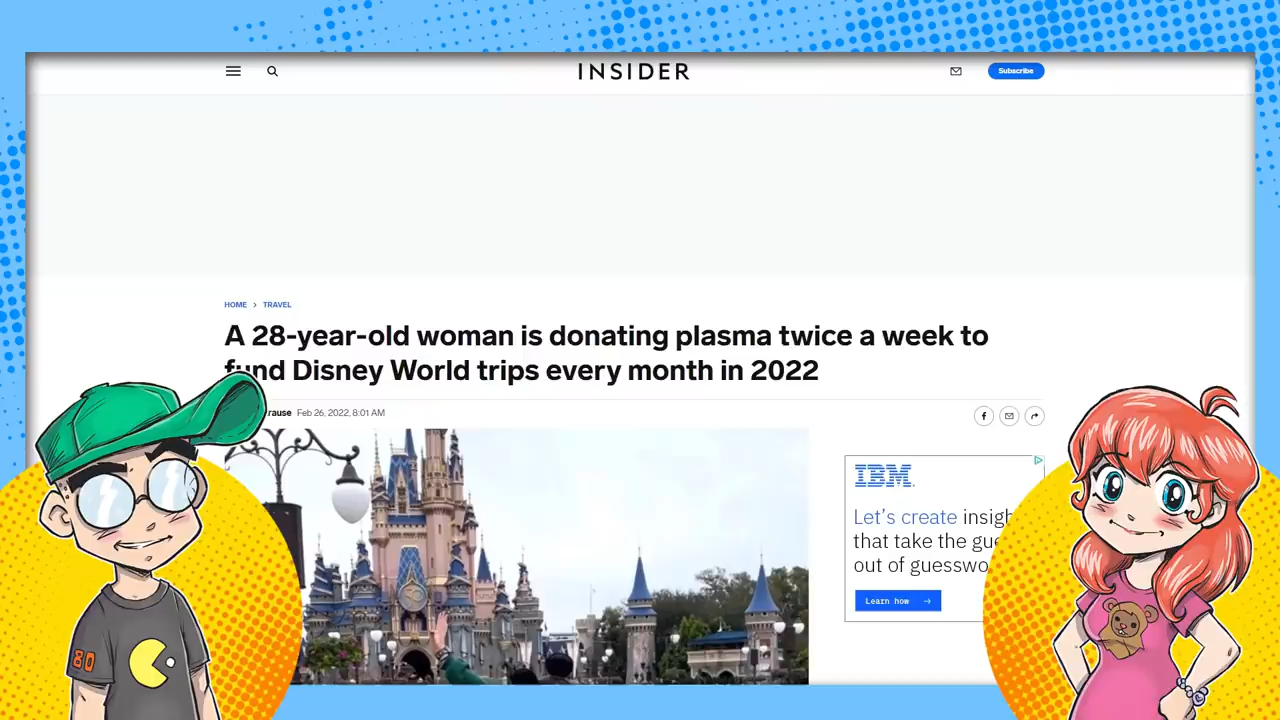 INSIDER
Subscribe
HOME > TRAVEL
A 28-year-old woman is donating plasma twice a week to
fund Disney World trips every month in 2022
Feb 26, 2022, 8:01 AM
IBM
Let's create
that take the
out of
Learn how →
80